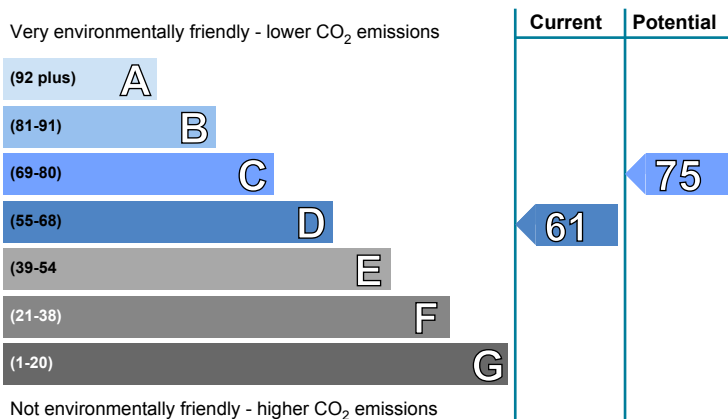 Current Potential
Very environmentally friendly - lower CO2 emissions
(92 plus) A
(81-91) B
(69-80) C 75
(55-68) D 61
(39-54 E
(21-38) F
(1-20) G
Not environmentally friendly - higher CO2 emissions